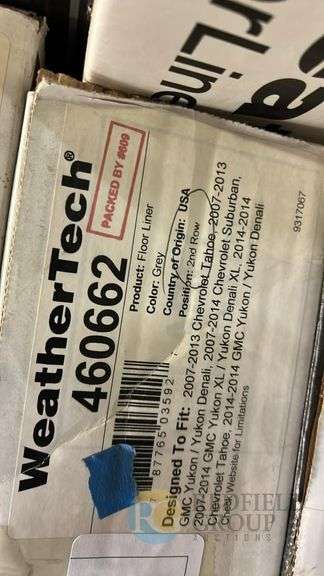 WeatherTech®
PACKED BY #609
460662
Product: Floor Liner
Color: Grey
Country of Origin: USA
Position: 2nd Row
87765 03592
Designed To Fit: 2007-2013 Chevrolet Tahoe, 2007-2013
GMC Yukon / Yukon Denali, 2007-2014 Chevrolet Suburban,
2007-2014 GMC Yukon XL / Yukon Denali XL, 2014-2014
Chevrolet Tahoe, 2014-2014 GMC Yukon / Yukon Denali
Check Website for Limitations
9317067
GROUP
AUCTIONS